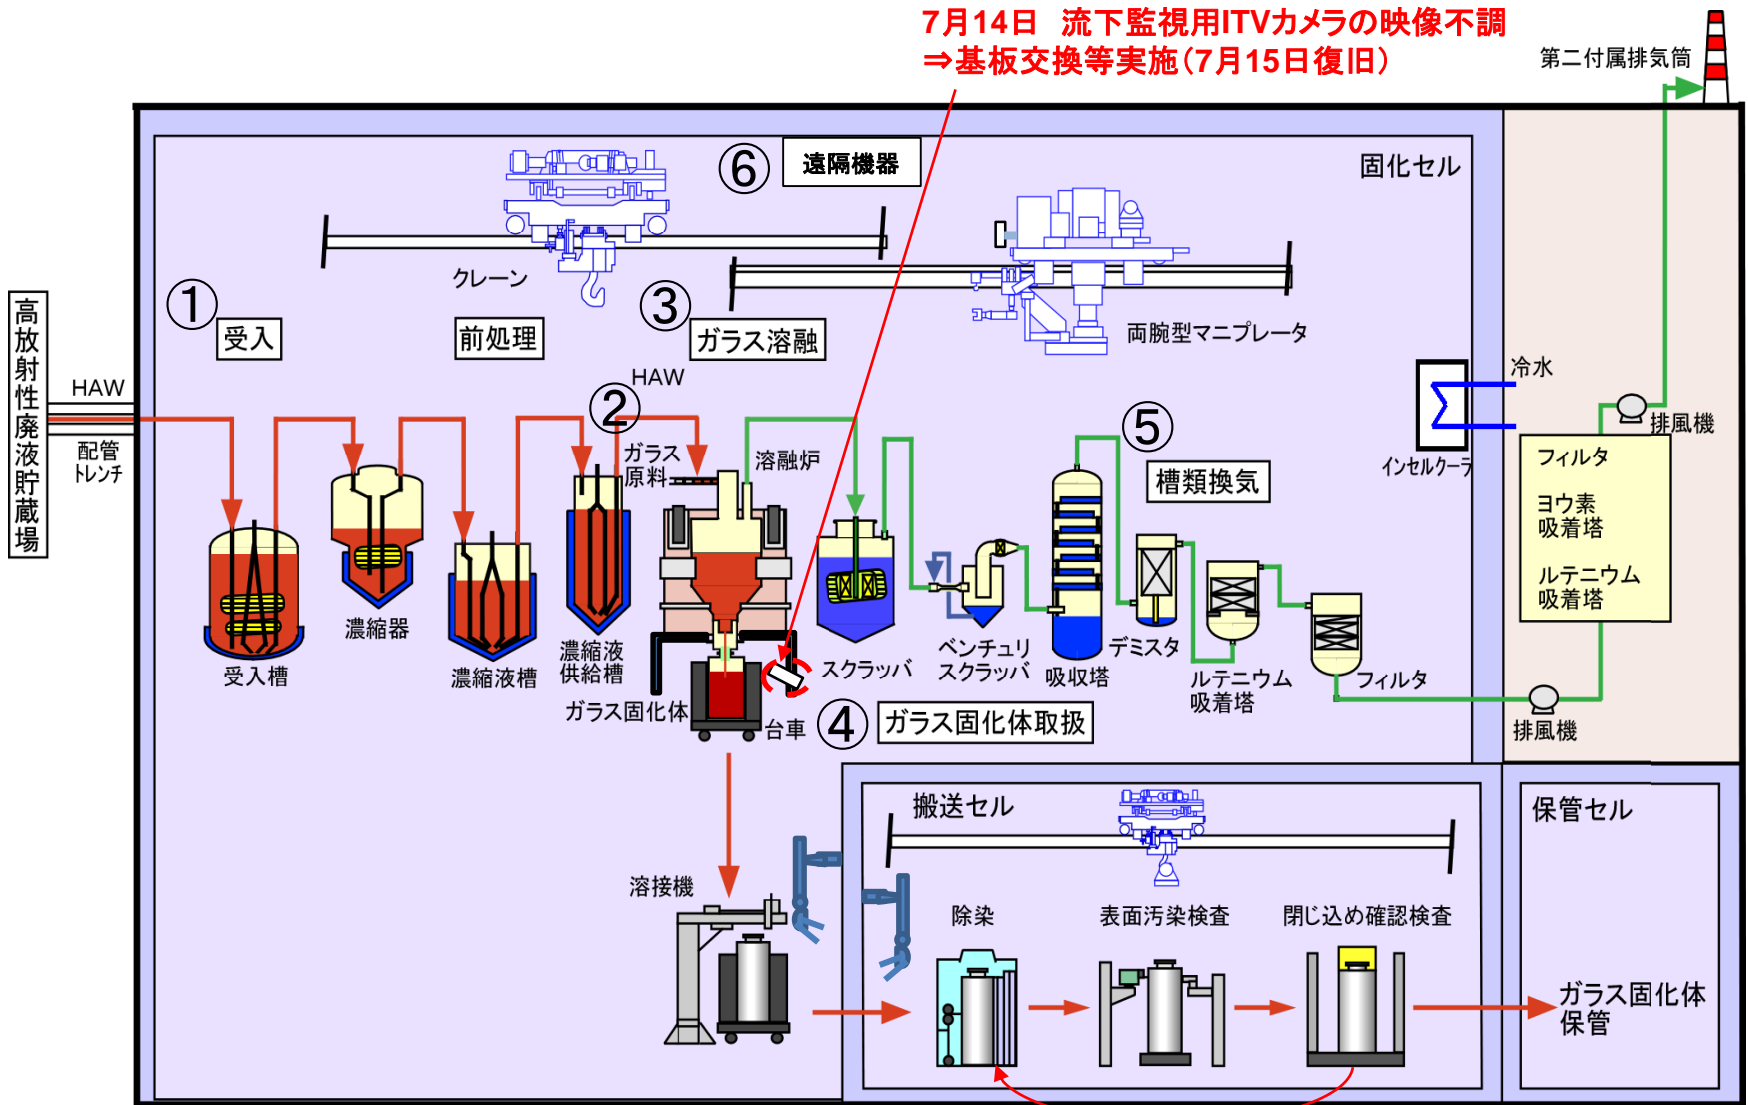 7月14日　流下監視用ITVカメラの映像不調
⇒基板交換等実施（7月15日復旧）
第二付属排気筒
⑥
遠隔機器
固化セル
クレーン
両腕型マニプレータ
①
受入
前処理
③
ガラス溶融
高放射性廃液貯蔵場
HAW
配管
トレンチ
HAW
②
ガラス
原料
溶融炉
⑤
槽類換気
冷水
インセルクーラ
排風機
フィルタ
ヨウ素
吸着塔
ルテニウム
吸着塔
受入槽
濃縮器
濃縮液槽
濃縮液
供給槽
ガラス固化体
台車
スクラッバ
ベンチュリ
スクラッバ
吸収塔
デミスタ
ルテニウム
吸着塔
フィルタ
排風機
④
ガラス固化体取扱
搬送セル
保管セル
溶接機
除染
表面汚染検査
閉じ込め確認検査
ガラス固化体
保管